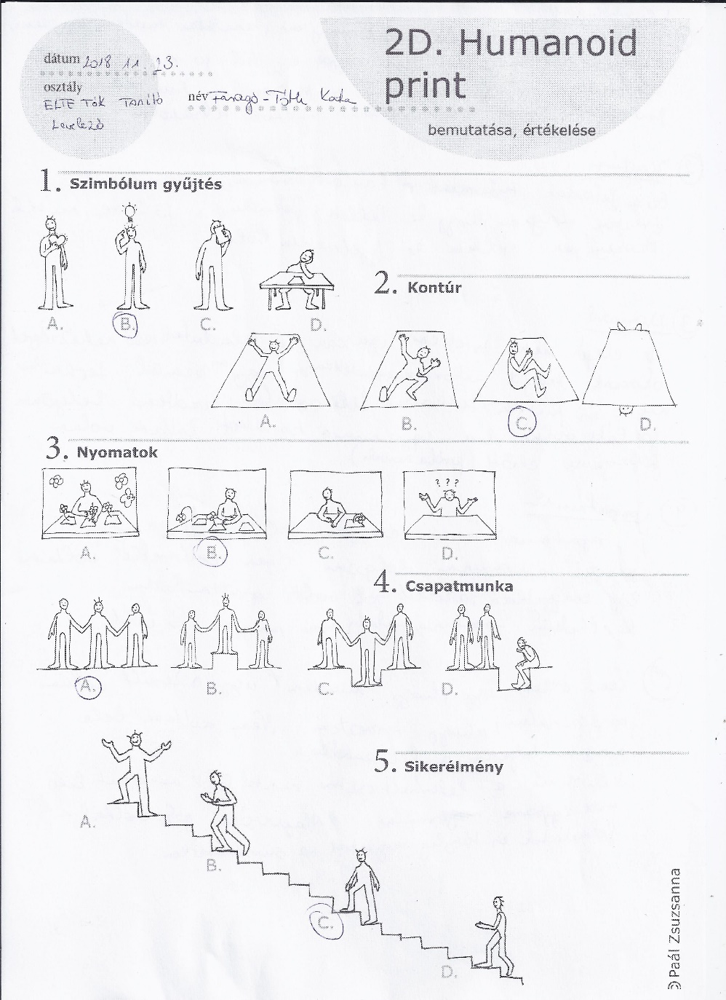 dátum 2018 11. 23.
osztály
ELTE TÓK TANÍTÓ
Levelező
név Faragó-Tóth Kata
2D. Humanoid
print
bemutatása, értékelése
1. Szimbólum gyűjtés
A. B. C. D.
2. Kontúr
A. B. C. D.
3. Nyomatok
? ? ?
A. B. C. D.
4. Csapatmunka
A. B. C. D.
5. Sikerélmény
A.
B.
C.
D.
© Paál Zsuzsanna